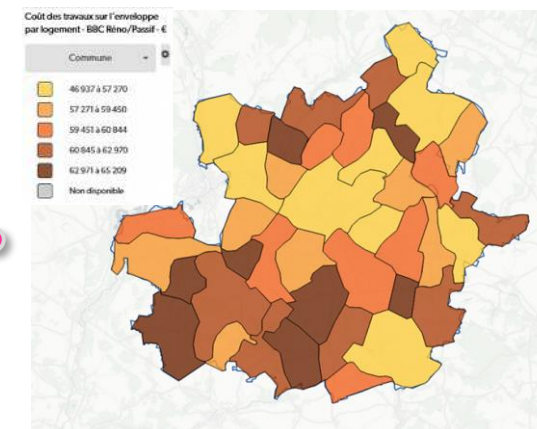 Coût des travaux sur l'enveloppe
par logement - BBC Réno/Passif - €
Commune
46 937 à 57 270
57 271 à 59 450
59 451 à 60 844
60 845 à 62 970
62 971 à 65 209
Non disponible